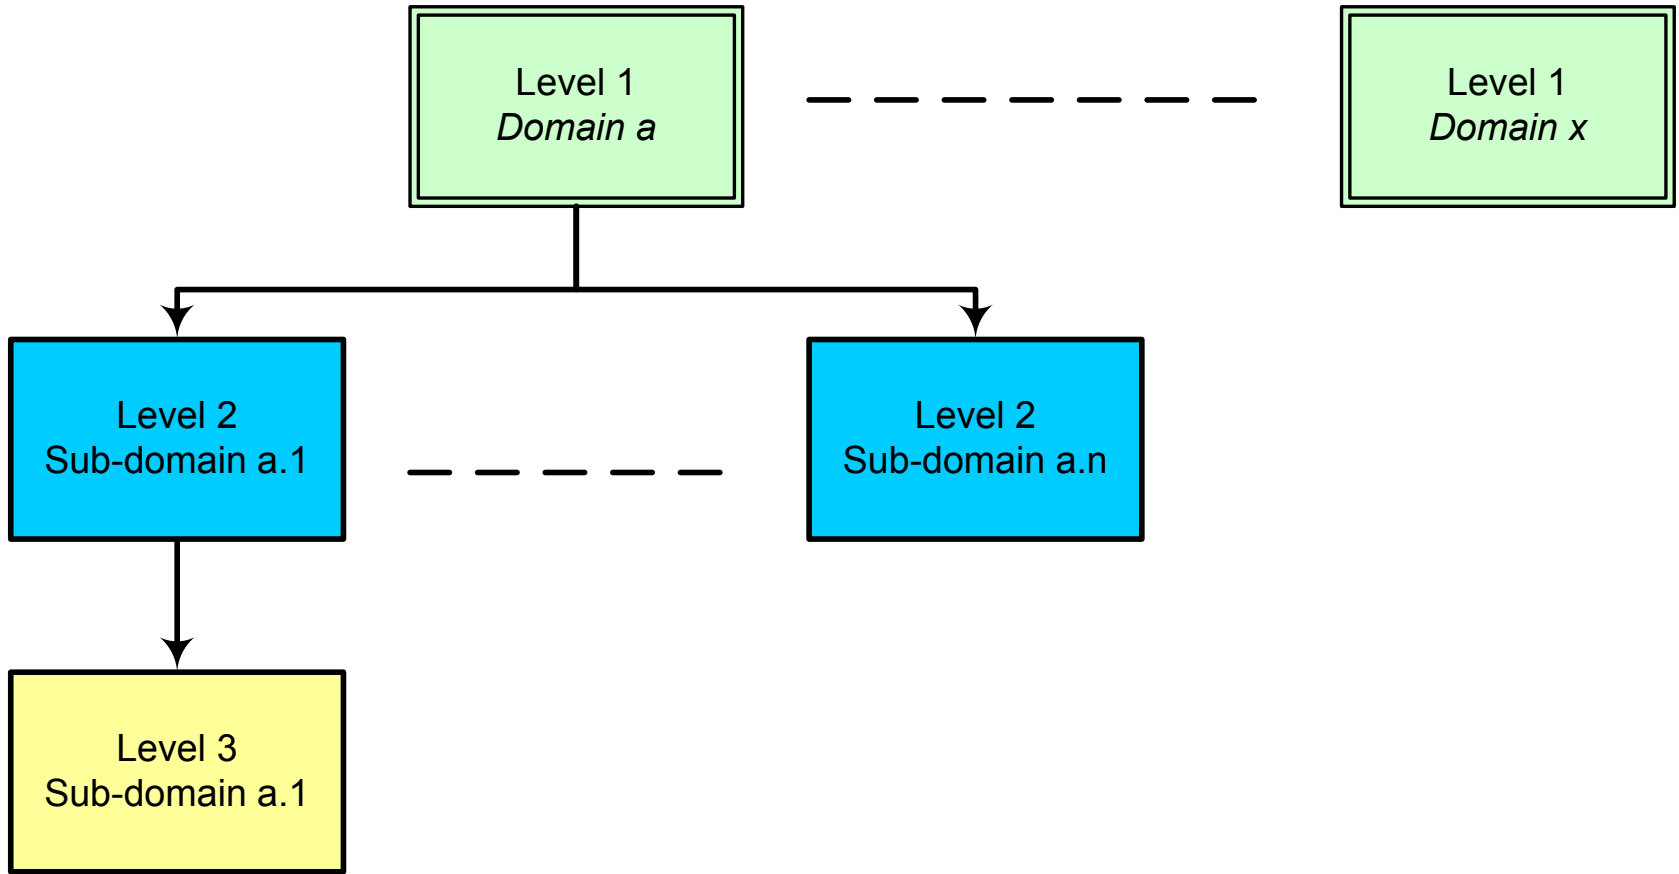 Level 1
Domain a
Level 1
Domain x
Level 2
Sub-domain a.1
Level 2
Sub-domain a.n
Level 3
Sub-domain a.1